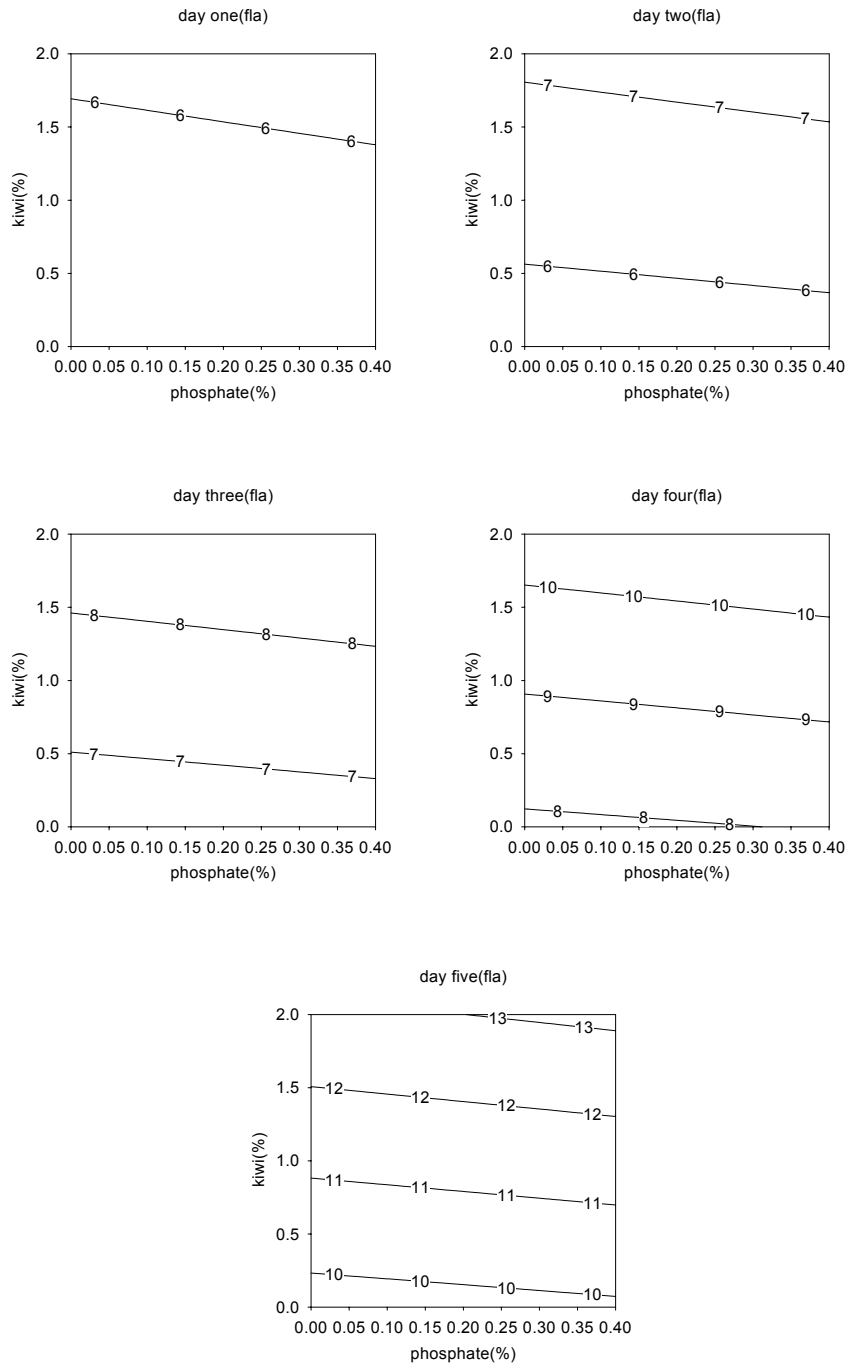 day one(fla)
2.0
1.5
1.0
0.5
0.0
kiwi(%)
6 6 6 6
0.00 0.05 0.10 0.15 0.20 0.25 0.30 0.35 0.40
phosphate(%)
day two(fla)
2.0
1.5
1.0
0.5
0.0
kiwi(%)
7 7 7 7
6 6 6 6
0.00 0.05 0.10 0.15 0.20 0.25 0.30 0.35 0.40
phosphate(%)
day three(fla)
2.0
1.5
1.0
0.5
0.0
kiwi(%)
8 8 8 8
7 7 7 7
0.00 0.05 0.10 0.15 0.20 0.25 0.30 0.35 0.40
phosphate(%)
day four(fla)
2.0
1.5
1.0
0.5
0.0
kiwi(%)
10 10 10 10
9 9 9 9
8 8 8
0.00 0.05 0.10 0.15 0.20 0.25 0.30 0.35 0.40
phosphate(%)
day five(fla)
2.0
1.5
1.0
0.5
0.0
kiwi(%)
13 13
12 12 12 12
11 11 11 11
10 10 10 10
0.00 0.05 0.10 0.15 0.20 0.25 0.30 0.35 0.40
phosphate(%)